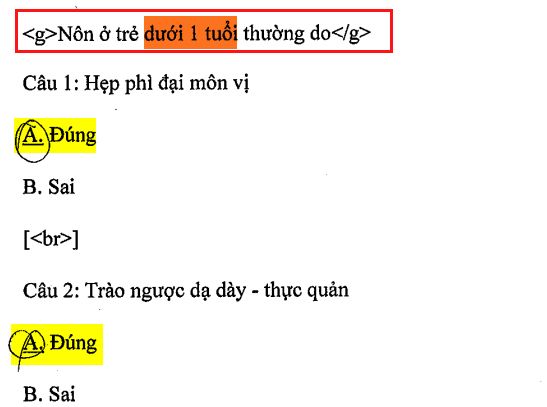 <g>Nôn ở trẻ dưới 1 tuổi thường do</g>
Câu 1: Hẹp phì đại môn vị
A. Đúng
B. Sai
[<br>]
Câu 2: Trào ngược dạ dày - thực quản
A. Đúng
B. Sai